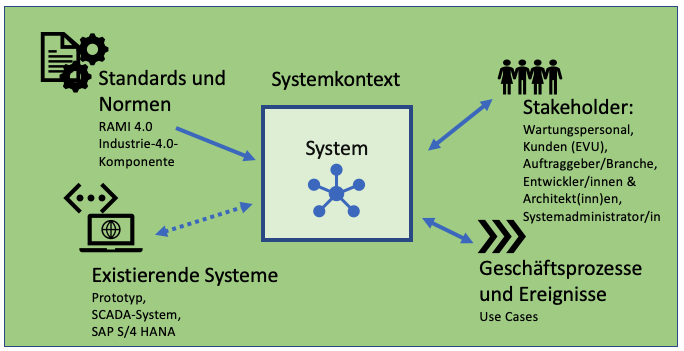 Standards und
Normen
RAMI 4.0
Industrie-4.0-
Komponente
Systemkontext
System
Stakeholder:
Wartungspersonal,
Kunden (EVU),
Auftraggeber/Branche,
Entwickler/innen &
Architekt(inn)en,
Systemadministrator/in
Existierende Systeme
Prototyp,
SCADA-System,
SAP S/4 HANA
Geschäftsprozesse
und Ereignisse
Use Cases